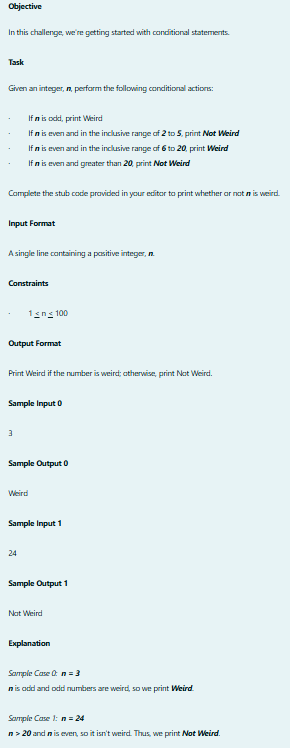 Objective
In this challenge, we're getting started with conditional statements.
Task
Given an integer, n, perform the following conditional actions:
· If n is odd, print Weird
· If n is even and in the inclusive range of 2 to 5, print Not Weird
· If n is even and in the inclusive range of 6 to 20, print Weird
· If n is even and greater than 20, print Not Weird
Complete the stub code provided in your editor to print whether or not n is weird.
Input Format
A single line containing a positive integer, n.
Constraints
· 1 ≤ n ≤ 100
Output Format
Print Weird if the number is weird; otherwise, print Not Weird.
Sample Input 0
3
Sample Output 0
Weird
Sample Input 1
24
Sample Output 1
Not Weird
Explanation
Sample Case 0: n = 3
n is odd and odd numbers are weird, so we print Weird.
Sample Case 1: n = 24
n > 20 and n is even, so it isn't weird. Thus, we print Not Weird.